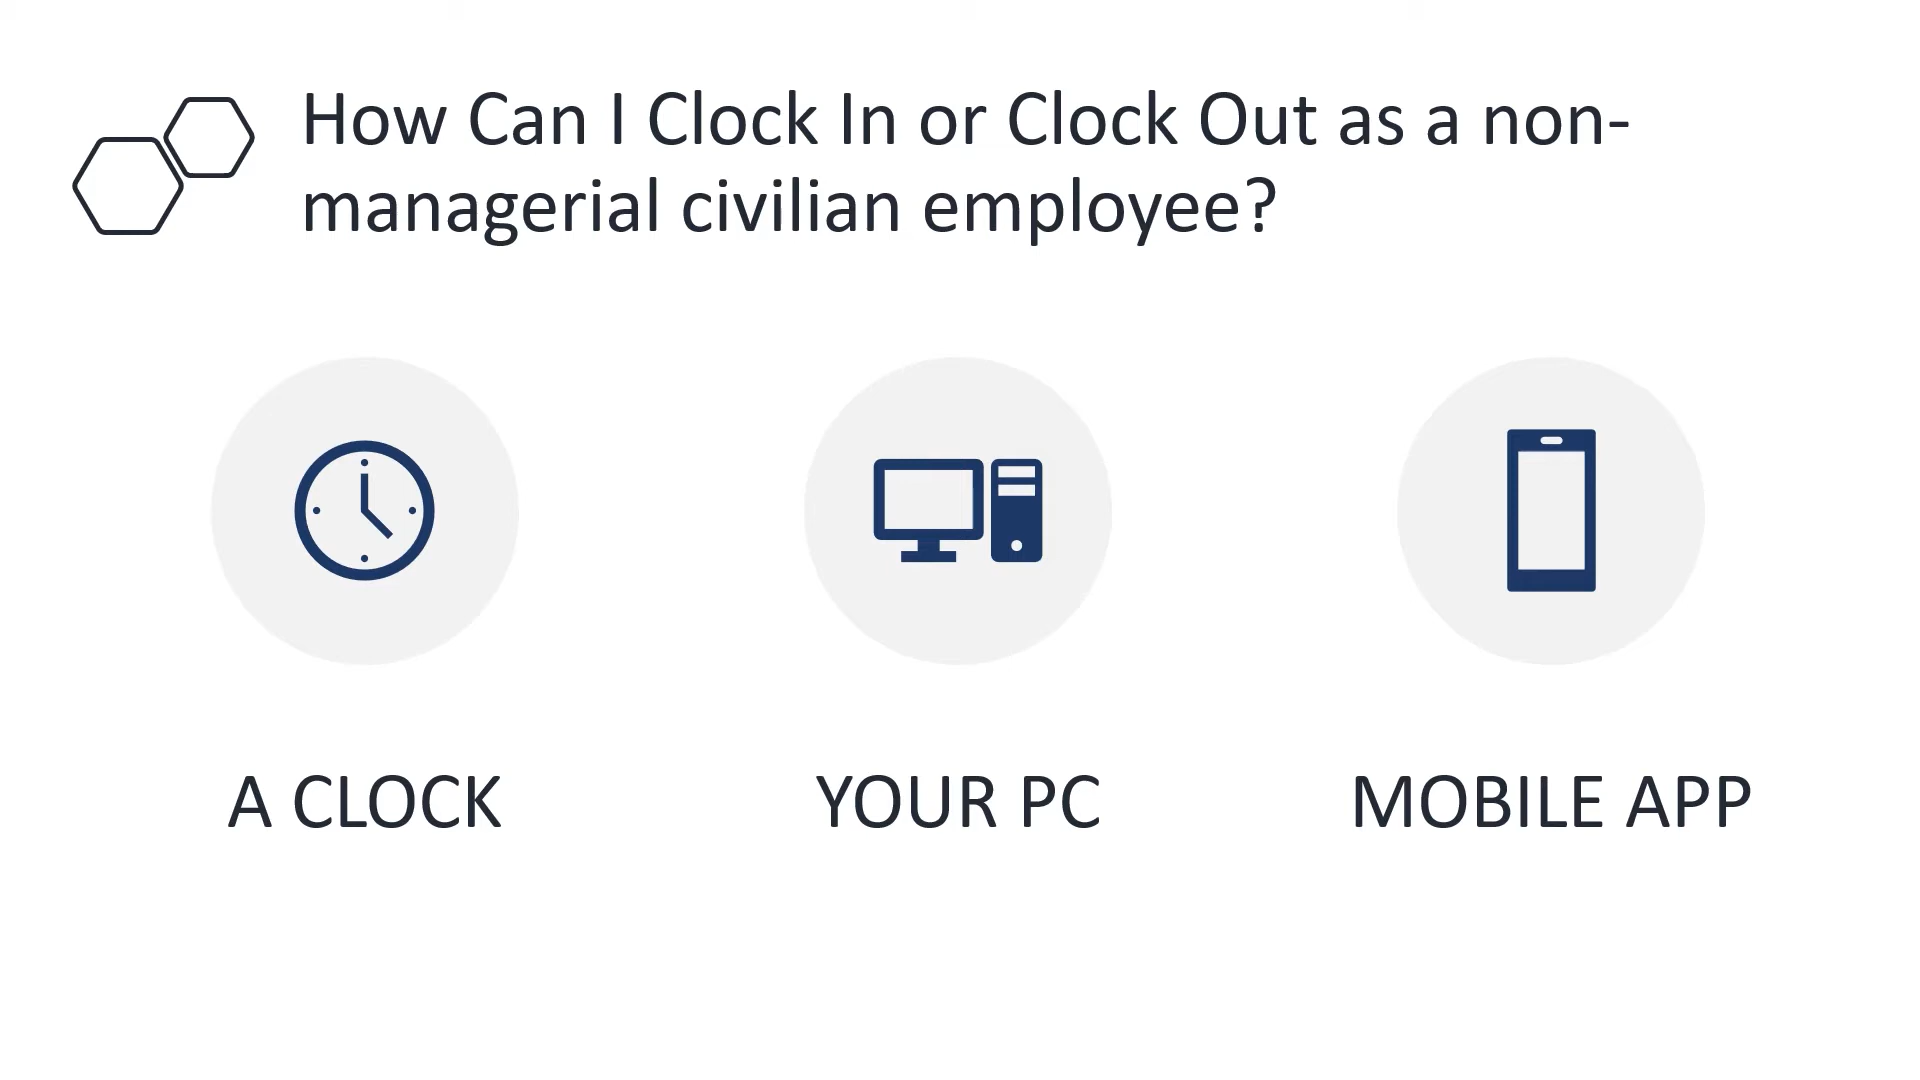 How Can I Clock In or Clock Out as a non-
managerial civilian employee?
A CLOCK
YOUR PC
MOBILE APP